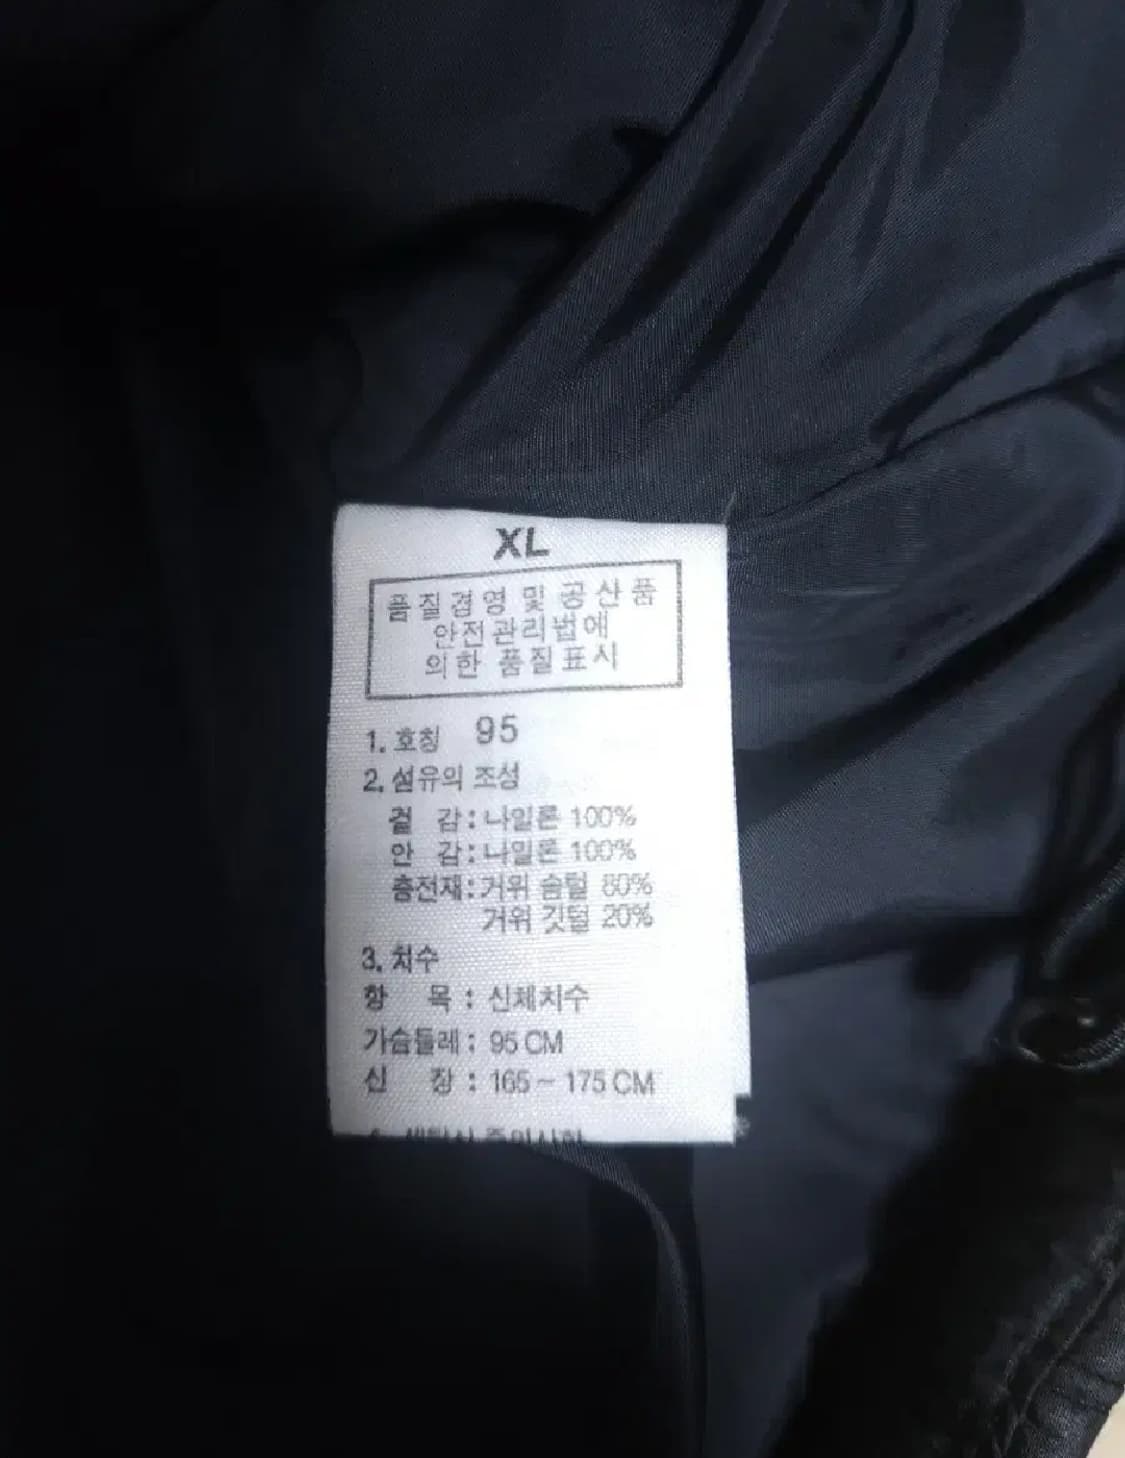 XL
품질경영 및 공산품
안전관리법에
의한 품질표시
1. 호칭 95
2. 섬유의 조성
겉 감 : 나일론 100%
안 감 : 나일론 100%
충전재 : 거위 솜털 80%
거위 깃털 20%
3. 치수
항 목 : 신체치수
가슴둘레 : 95 CM
신 장 : 165 ~ 175 CM